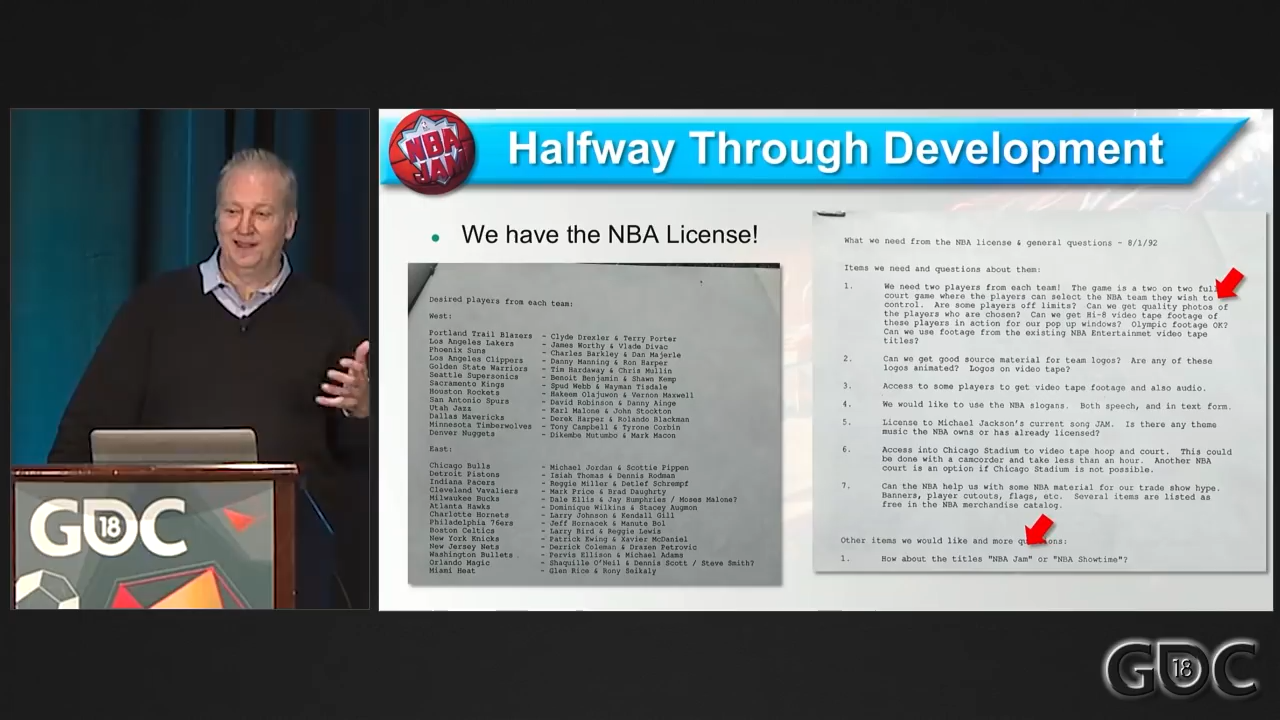 NBA
JAM
Halfway Through Development
• We have the NBA License!
Desired players from each team:
West:
Portland Trail Blazers - Clyde Drexler & Terry Porter
Los Angeles Lakers - James Worthy & Vlade Divac
Phoenix Suns - Charles Barkley & Dan Majerle
Los Angeles Clippers - Danny Manning & Ron Harper
Golden State Warriors - Tim Hardaway & Chris Mullin
Seattle Supersonics - Benoit Benjamin & Shawn Kemp
Sacramento Kings - Spud Webb & Wayman Tisdale
Houston Rockets - Hakeem Olajuwon & Vernon Maxwell
San Antonio Spurs - David Robinson & Danny Ainge
Utah Jazz - Karl Malone & John Stockton
Dallas Mavericks - Derek Harper & Rolando Blackman
Minnesota Timberwolves - Tony Campbell & Tyrone Corbin
Denver Nuggets - Dikembe Mutumbo & Mark Macon
East:
Chicago Bulls - Michael Jordan & Scottie Pippen
Detroit Pistons - Isiah Thomas & Dennis Rodman
Indiana Pacers - Reggie Miller & Detlef Schrempf
Cleveland Vavaliers - Mark Price & Brad Daughrty
Milwaukee Bucks - Dale Ellis & Jay Humphries / Moses Malone?
Atlanta Hawks - Dominique Wilkins & Stacey Augmon
Charlotte Hornets - Larry Johnson & Kendall Gill
Philadelphia 76ers - Jeff Hornacek & Manute Bol
Boston Celtics - Larry Bird & Reggie Lewis
New York Knicks - Patrick Ewing & Xavier McDaniel
New Jersey Nets - Derrick Coleman & Drazen Petrovic
Washington Bullets - Pervis Ellison & Michael Adams
Orlando Magic - Shaquille O'Neil & Dennis Scott / Steve Smith?
Miami Heat - Glen Rice & Rony Seikaly
What we need from the NBA license & general questions - 8/1/92
Items we need and questions about them:
1. We need two players from each team! The game is a two on two full
court game where the players can select the NBA team they wish to
control. Are some players off limits? Can we get quality photos of
the players who are chosen? Can we get Hi-8 video tape footage of
these players in action for our pop up windows? Olympic footage OK?
Can we use footage from the existing NBA Entertainmet video tape
titles?
2. Can we get good source material for team logos? Are any of these
logos animated? Logos on video tape?
3. Access to some players to get video tape footage and also audio.
4. We would like to use the NBA slogans. Both speech, and in text form.
5. License to Michael Jackson's current song JAM. Is there any theme
music the NBA owns or has already licensed?
6. Access into Chicago Stadium to video tape hoop and court. This could
be done with a camcorder and take less than an hour. Another NBA
court is an option if Chicago Stadium is not possible.
7. Can the NBA help us with some NBA material for our trade show hype.
Banners, player cutouts, flags, etc. Several items are listed as
free in the NBA merchandise catalog.
Other items we would like and more
1. How about the titles "NBA Jam" or "NBA Showtime"?
GDC
18
GDC
18